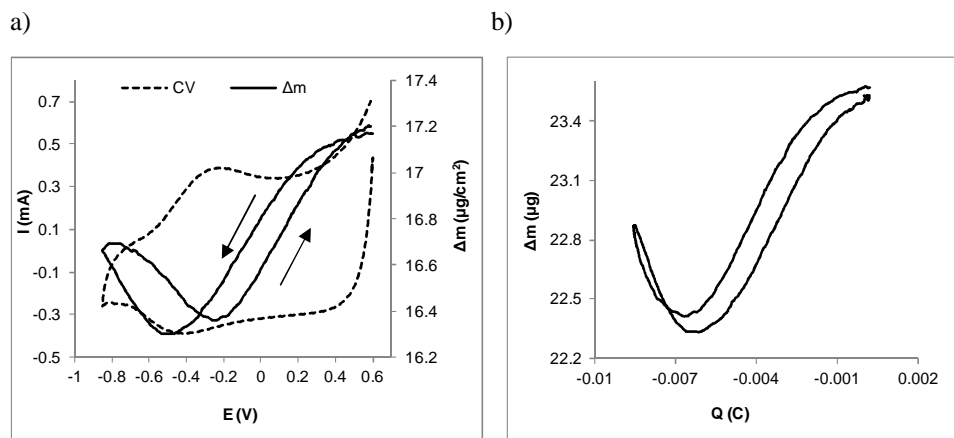 a)
b)
CV Δm
0.7
0.5
0.3
0.1
-0.1
-0.3
-0.5
I (mA)
17.4
17.2
17
16.8
16.6
16.4
16.2
Δm (µg/cm²)
-1 -0.8 -0.6 -0.4 -0.2 0 0.2 0.4 0.6
E (V)
23.4
23.1
22.8
22.5
22.2
Δm (µg)
-0.01 -0.007 -0.004 -0.001 0.002
Q (C)